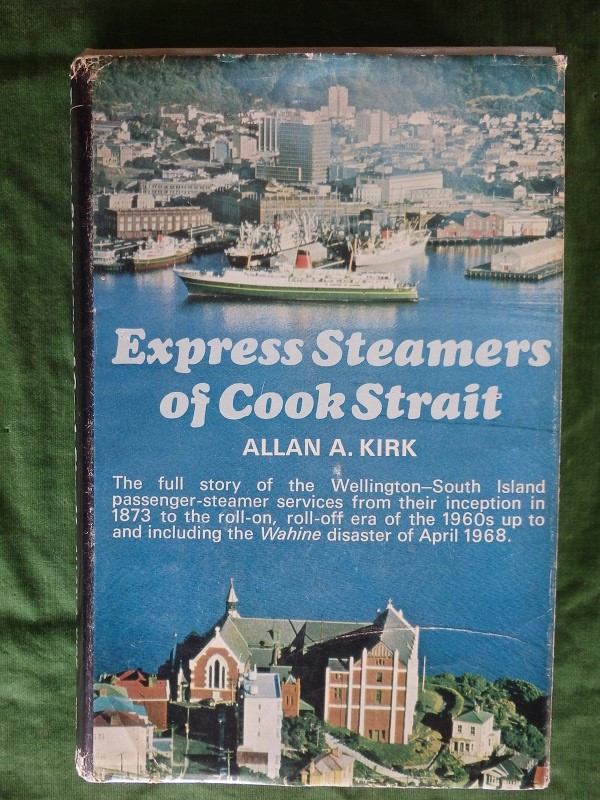 Express Steamers
of Cook Strait
ALLAN A. KIRK
The full story of the Wellington–South Island
passenger-steamer services from their inception in
1873 to the roll-on, roll-off era of the 1960s up to
and including the Wahine disaster of April 1968.